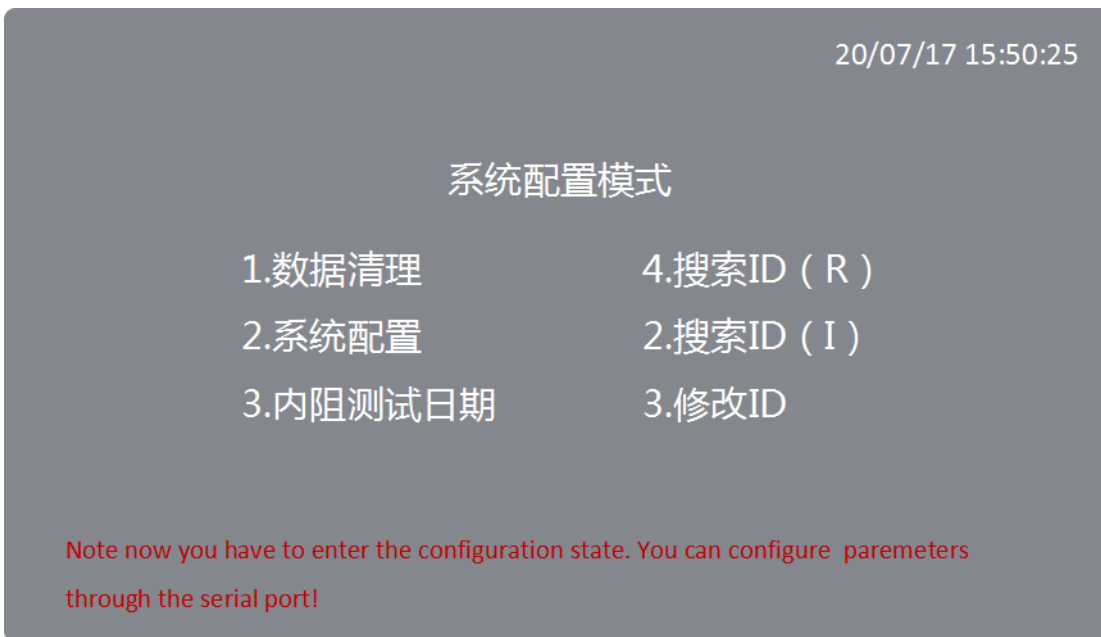 20/07/17 15:50:25
系统配置模式
1.数据清理
4.搜索ID（R）
2.系统配置
2.搜索ID（I）
3.内阻测试日期
3.修改ID
Note now you have to enter the configuration state. You can configure  paremeters
through the serial port!